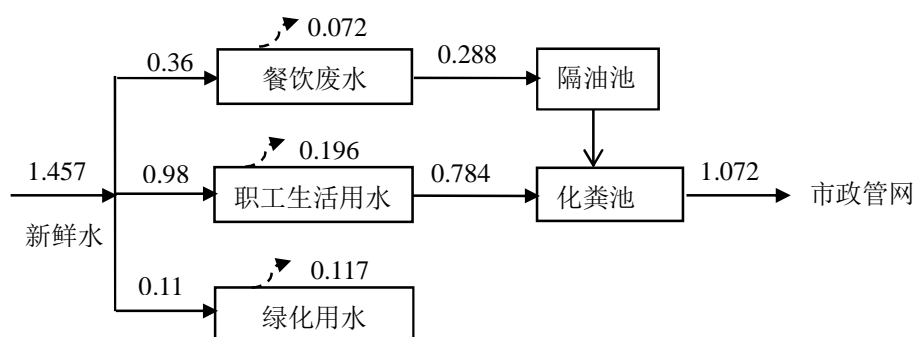 0.072
0.36
餐饮废水
0.288
隔油池
1.457
新鲜水
0.98
0.196
职工生活用水
0.784
化粪池
1.072
市政管网
0.11
0.117
绿化用水